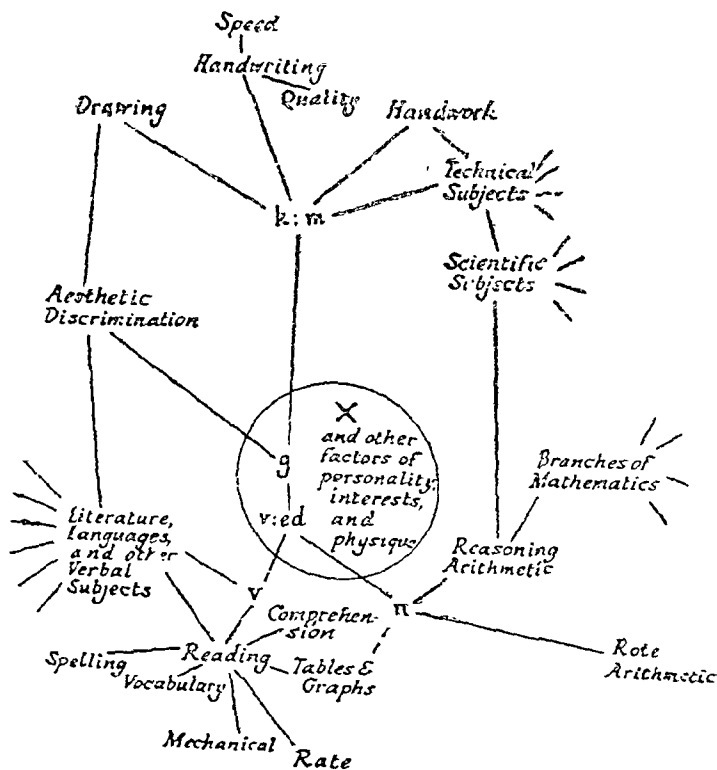 Speed
Handwriting
Quality
Drawing
Handwork
Technical
Subjects
k:m
Scientific
Subjects
Aesthetic
Discrimination
X
and other
factors of
personality,
interests,
and
physique
g
v:ed
Branches of
Mathematics
Literature,
languages,
and other
Verbal
Subjects
Reasoning
Arithmetic
v
n
Comprehen-
sion
Reading
Spelling
Vocabulary
Tables &
Graphs
Rote
Arithmetic
Mechanical
Rate